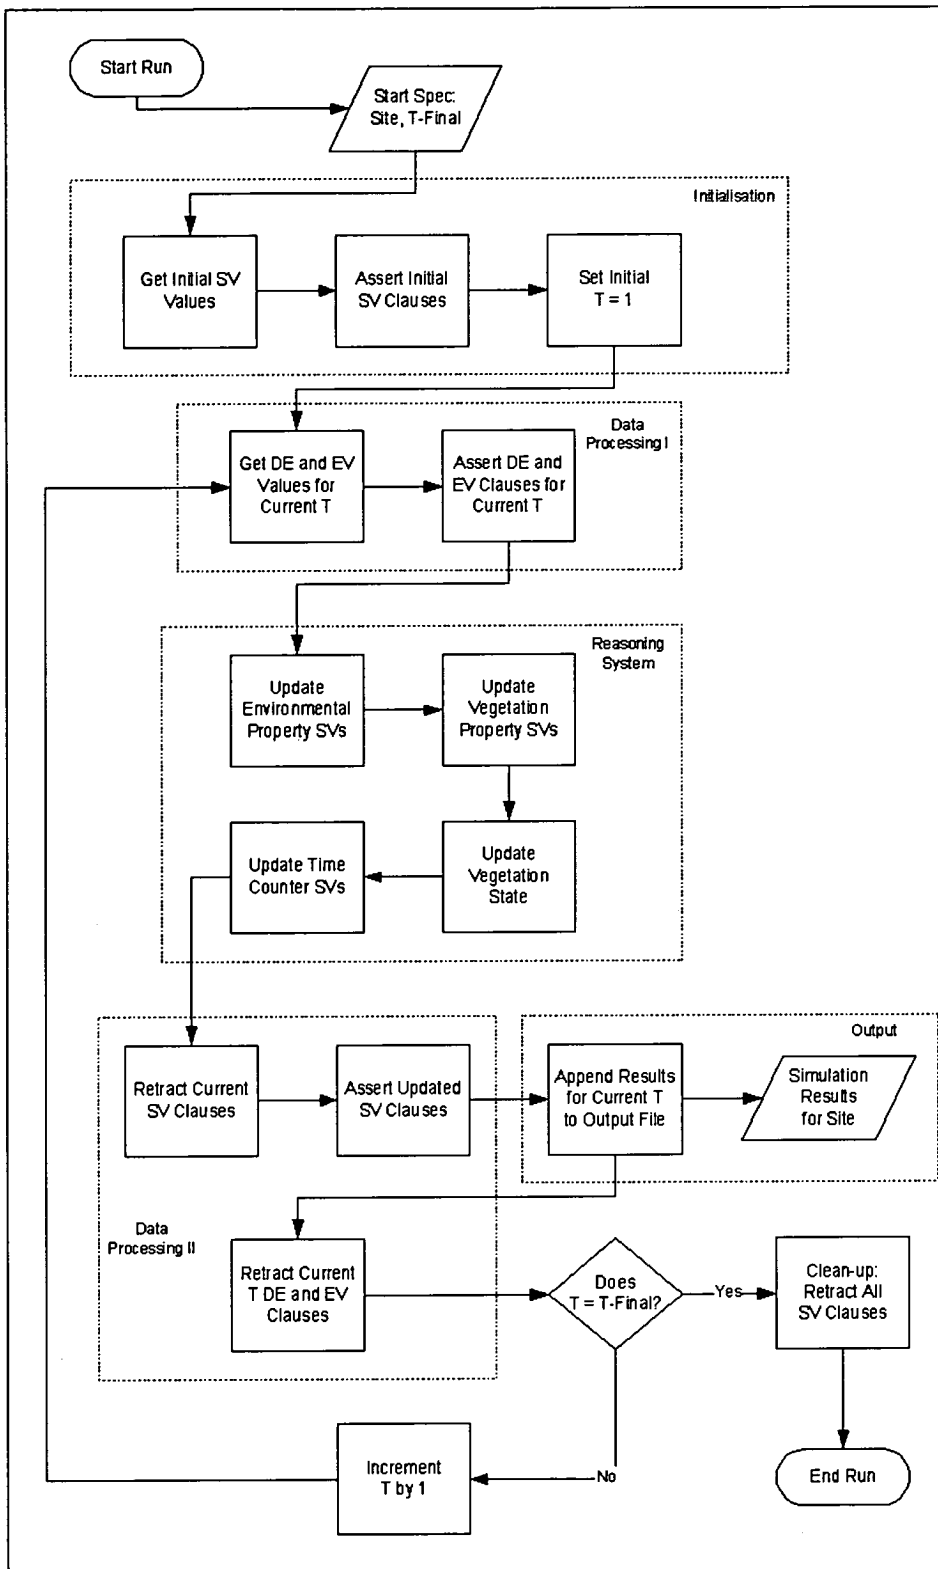 Start Run
Start Spec:
Site, T-Final
Initialisation
Get Initial SV
Values
Assert Initial
SV Clauses
Set Initial
T = 1
Data
Processing I
Get DE and EV
Values for
Current T
Assert DE and
EV Clauses for
Current T
Reasoning
System
Update
Environmental
Property SVs
Update
Vegetation
Property SVs
Update Time
Counter SVs
Update
Vegetation
State
Output
Retract Current
SV Clauses
Assert Updated
SV Clauses
Append Results
for Current T
to Output File
Simulation
Results
for Site
Data
Processing II
Retract Current
T DE and EV
Clauses
Does
T = T-Final?
Yes
Clean-up:
Retract All
SV Clauses
No
Increment
T by 1
End Run